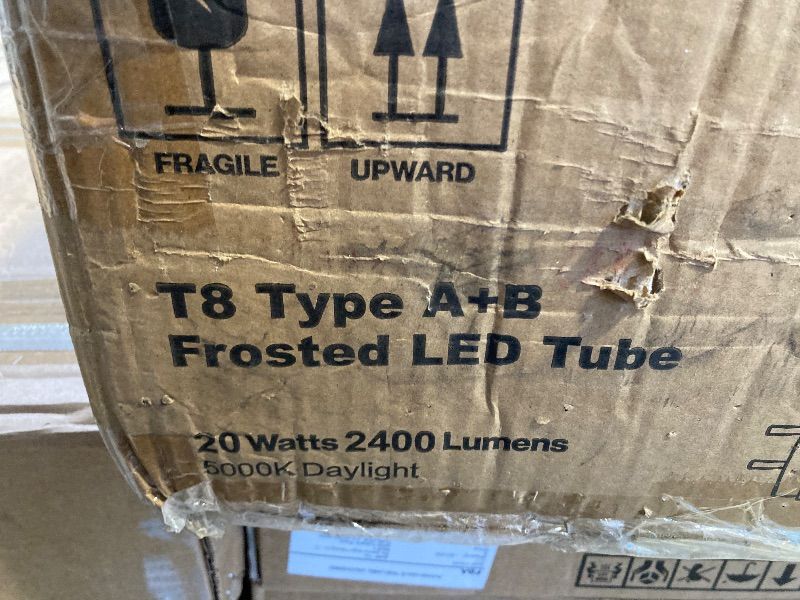 FRAGILE
UPWARD
T8 Type A+B
Frosted LED Tube
20 Watts 2400 Lumens
5000K Daylight